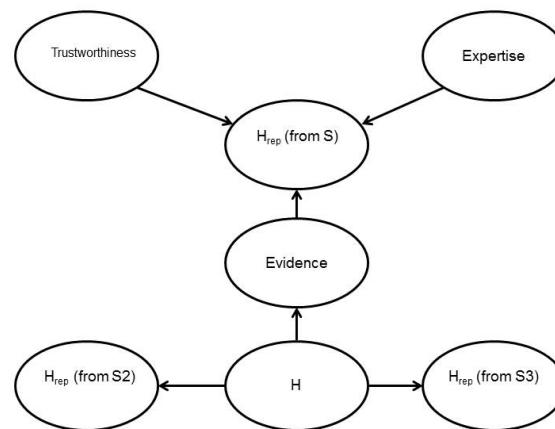 Trustworthiness
Expertise
Hrep (from S)
Evidence
Hrep (from S2)
H
Hrep (from S3)